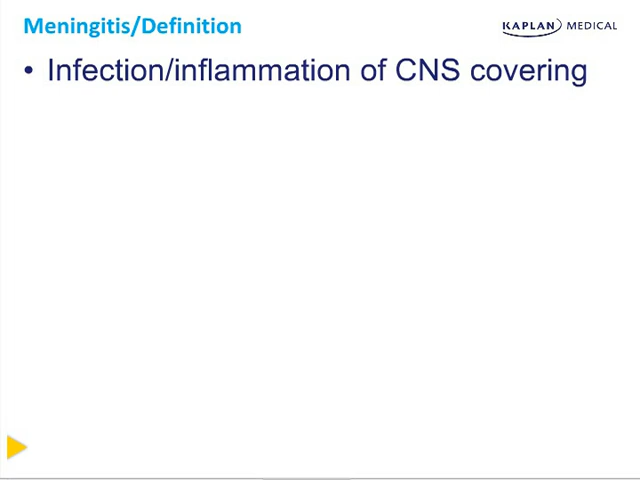 Meningitis/Definition
KAPLAN MEDICAL
• Infection/inflammation of CNS covering